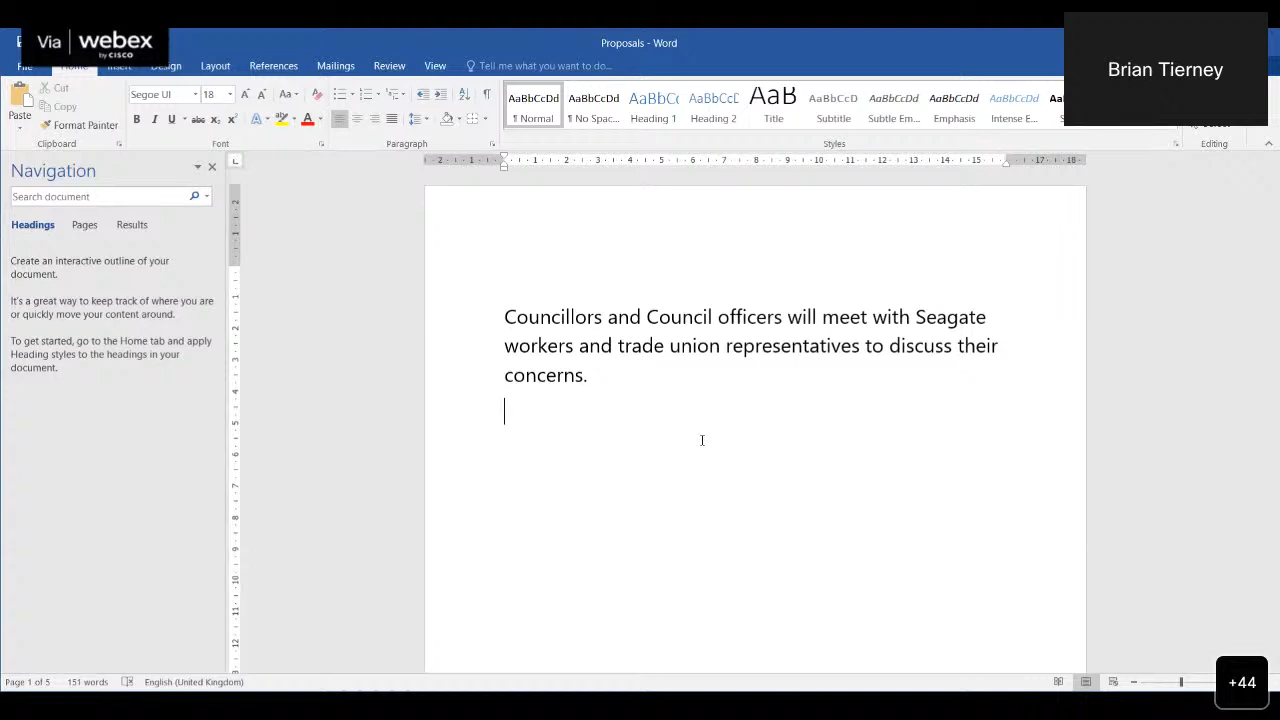 Via webex
by CISCO
Proposals - Word
Brian Tierney
File Home Insert Design Layout References Mailings Review View Tell me what you want to do...
Paste
Cut
Copy
Format Painter
Segoe UI 18
AaBbCcDd AaBbCcDd AaBbCc AaBbCcD AaB AaBbCcD AaBbCcDd AaBbCcDd AaBbCcDd
¶ Normal ¶ No Spac... Heading 1 Heading 2 Title Subtitle Subtle Em... Emphasis Intense E...
Clipboard Font Paragraph Styles Editing
Navigation
Search document
Headings Pages Results
Create an interactive outline of your
document.
It's a great way to keep track of where you are
or quickly move your content around.
To get started, go to the Home tab and apply
Heading styles to the headings in your
document.
Councillors and Council officers will meet with Seagate
workers and trade union representatives to discuss their
concerns.
Page 1 of 5 151 words English (United Kingdom)
+44